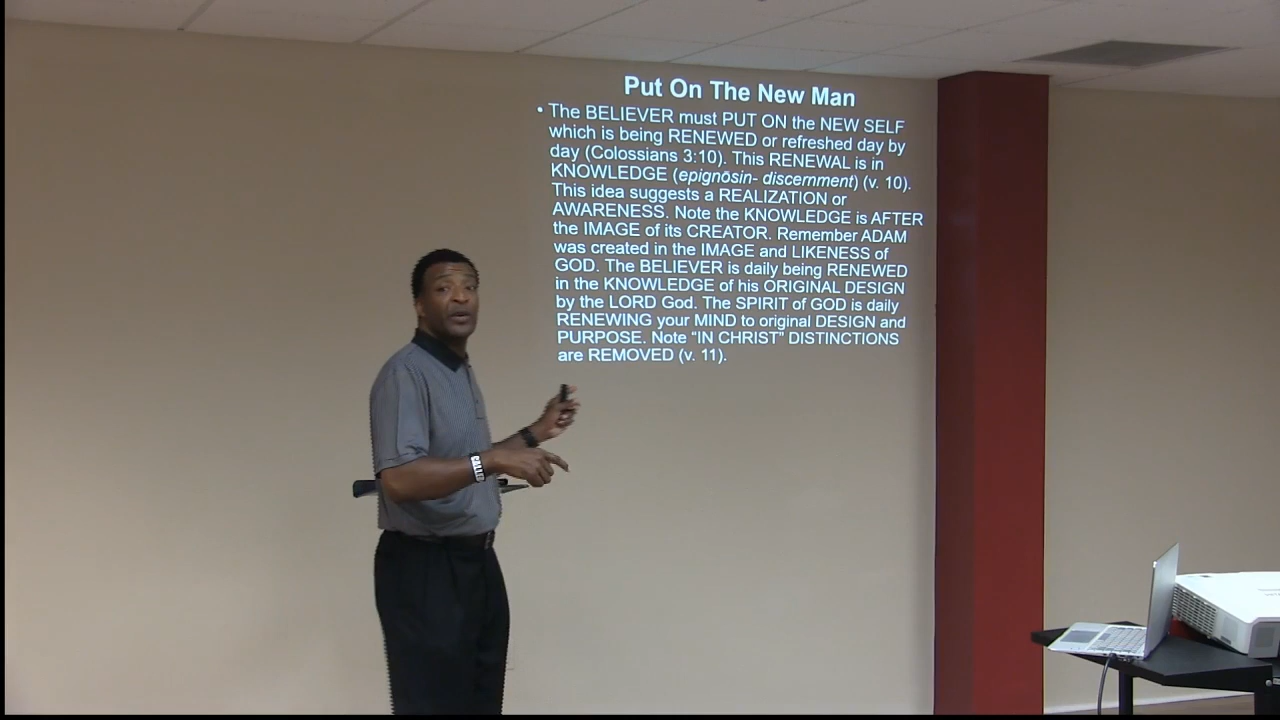 Put On The New Man
• The BELIEVER must PUT ON the NEW SELF
which is being RENEWED or refreshed day by
day (Colossians 3:10). This RENEWAL is in
KNOWLEDGE (epignōsin- discernment) (v. 10).
This idea suggests a REALIZATION or
AWARENESS. Note the KNOWLEDGE is AFTER
the IMAGE of its CREATOR. Remember ADAM
was created in the IMAGE and LIKENESS of
GOD. The BELIEVER is daily being RENEWED
in the KNOWLEDGE of his ORIGINAL DESIGN
by the LORD God. The SPIRIT of GOD is daily
RENEWING your MIND to original DESIGN and
PURPOSE. Note “IN CHRIST” DISTINCTIONS
are REMOVED (v. 11).